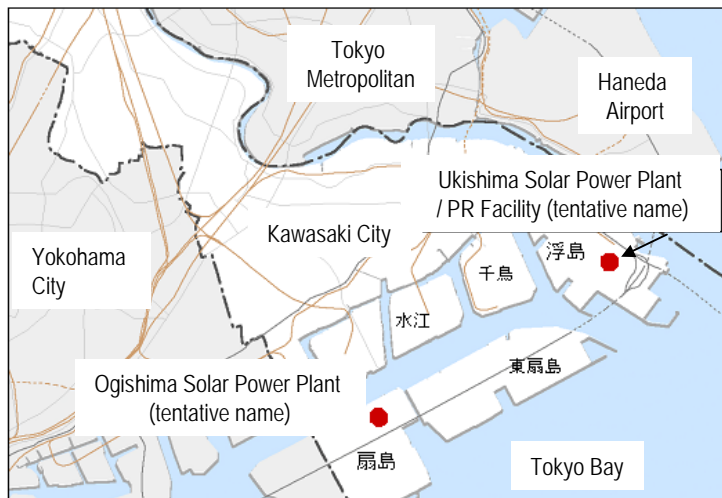 Tokyo
Metropolitan
Haneda
Airport
Ukishima Solar Power Plant
/ PR Facility (tentative name)
Kawasaki City
Yokohama
City
浮島
千鳥
水江
東扇島
Ogishima Solar Power Plant
(tentative name)
扇島
Tokyo Bay